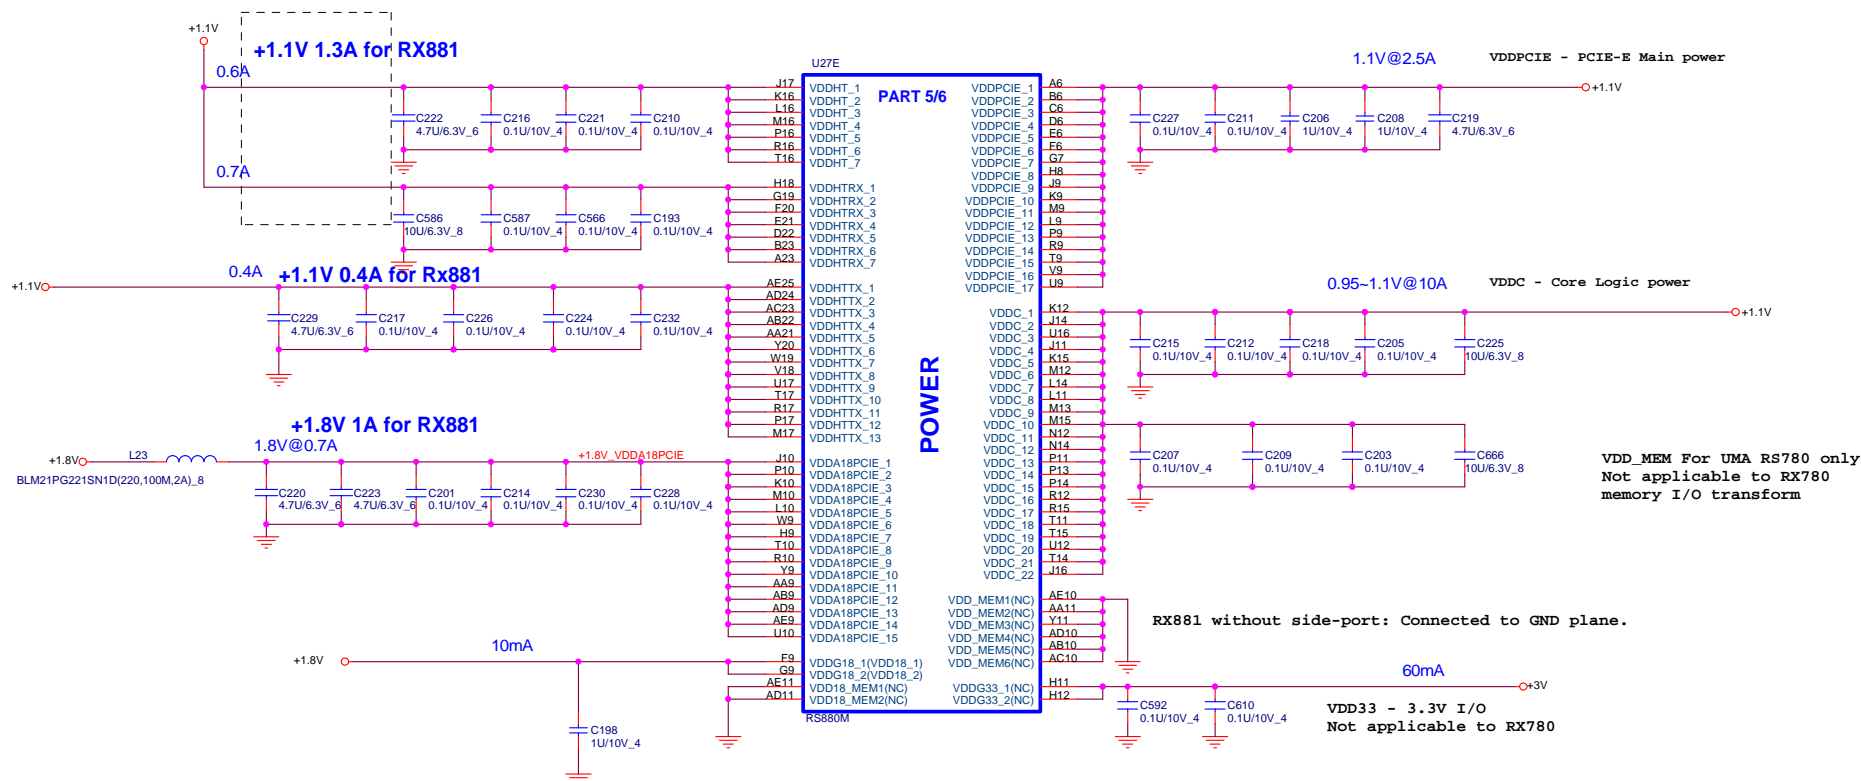 +1.1V
+1.1V 1.3A for RX881
0.6A
0.7A
C222
4.7U/6.3V_6
C216
0.1U/10V_4
C221
0.1U/10V_4
C210
0.1U/10V_4
C586
10U/6.3V_8
C587
0.1U/10V_4
C566
0.1U/10V_4
C193
0.1U/10V_4
0.4A
+1.1V 0.4A for Rx881
+1.1V
C229
4.7U/6.3V_6
C217
0.1U/10V_4
C226
0.1U/10V_4
C224
0.1U/10V_4
C232
0.1U/10V_4
+1.8V 1A for RX881
1.8V@0.7A
+1.8V
L23
BLM21PG221SN1D(220,100M,2A)_8
+1.8V_VDDA18PCIE
C220
4.7U/6.3V_6
C223
4.7U/6.3V_6
C201
0.1U/10V_4
C214
0.1U/10V_4
C230
0.1U/10V_4
C228
0.1U/10V_4
10mA
+1.8V
C198
1U/10V_4
U27E
PART 5/6
POWER
RS880M
J17 VDDHT_1
K16 VDDHT_2
L16 VDDHT_3
M16 VDDHT_4
P16 VDDHT_5
R16 VDDHT_6
T16 VDDHT_7
H18 VDDHTRX_1
G19 VDDHTRX_2
F20 VDDHTRX_3
E21 VDDHTRX_4
D22 VDDHTRX_5
B23 VDDHTRX_6
A23 VDDHTRX_7
AE25 VDDHTTX_1
AD24 VDDHTTX_2
AC23 VDDHTTX_3
AB22 VDDHTTX_4
AA21 VDDHTTX_5
Y20 VDDHTTX_6
W19 VDDHTTX_7
V18 VDDHTTX_8
U17 VDDHTTX_9
T17 VDDHTTX_10
R17 VDDHTTX_11
P17 VDDHTTX_12
M17 VDDHTTX_13
J10 VDDA18PCIE_1
P10 VDDA18PCIE_2
K10 VDDA18PCIE_3
M10 VDDA18PCIE_4
L10 VDDA18PCIE_5
W9 VDDA18PCIE_6
H9 VDDA18PCIE_7
T10 VDDA18PCIE_8
R10 VDDA18PCIE_9
Y9 VDDA18PCIE_10
AA9 VDDA18PCIE_11
AB9 VDDA18PCIE_12
AD9 VDDA18PCIE_13
AE9 VDDA18PCIE_14
U10 VDDA18PCIE_15
F9 VDDG18_1(VDD18_1)
G9 VDDG18_2(VDD18_2)
AE11 VDD18_MEM1(NC)
AD11 VDD18_MEM2(NC)
VDDPCIE_1 A6
VDDPCIE_2 B6
VDDPCIE_3 C6
VDDPCIE_4 D6
VDDPCIE_5 E6
VDDPCIE_6 F6
VDDPCIE_7 G7
VDDPCIE_8 H8
VDDPCIE_9 J9
VDDPCIE_10 K9
VDDPCIE_11 M9
VDDPCIE_12 L9
VDDPCIE_13 P9
VDDPCIE_14 R9
VDDPCIE_15 T9
VDDPCIE_16 V9
VDDPCIE_17 U9
VDDC_1 K12
VDDC_2 J14
VDDC_3 U16
VDDC_4 J11
VDDC_5 K15
VDDC_6 M12
VDDC_7 L14
VDDC_8 L11
VDDC_9 M13
VDDC_10 M15
VDDC_11 N12
VDDC_12 N14
VDDC_13 P11
VDDC_14 P13
VDDC_15 P14
VDDC_16 R12
VDDC_17 R15
VDDC_18 T11
VDDC_19 T15
VDDC_20 U12
VDDC_21 T14
VDDC_22 J16
VDD_MEM1(NC) AE10
VDD_MEM2(NC) AA11
VDD_MEM3(NC) Y11
VDD_MEM4(NC) AD10
VDD_MEM5(NC) AB10
VDD_MEM6(NC) AC10
VDDG33_1(NC) H11
VDDG33_2(NC) H12
1.1V@2.5A
VDDPCIE - PCIE-E Main power
+1.1V
C227
0.1U/10V_4
C211
0.1U/10V_4
C206
1U/10V_4
C208
1U/10V_4
C219
4.7U/6.3V_6
0.95~1.1V@10A
VDDC - Core Logic power
+1.1V
C215
0.1U/10V_4
C212
0.1U/10V_4
C218
0.1U/10V_4
C205
0.1U/10V_4
C225
10U/6.3V_8
C207
0.1U/10V_4
C209
0.1U/10V_4
C203
0.1U/10V_4
C666
10U/6.3V_8
VDD_MEM For UMA RS780 only
Not applicable to RX780
memory I/O transform
RX881 without side-port: Connected to GND plane.
60mA
+3V
C592
0.1U/10V_4
C610
0.1U/10V_4
VDD33 - 3.3V I/O
Not applicable to RX780